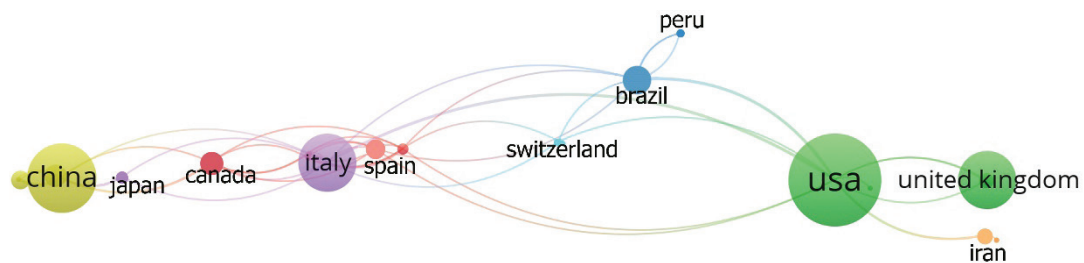 peru
brazil
switzerland
china
japan
canada
italy
spain
usa
united kingdom
iran